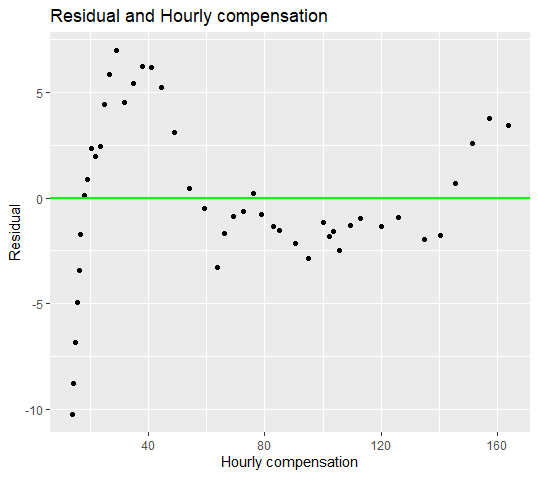 Residual and Hourly compensation
Residual
5
0
-5
-10
40 80 120 160
Hourly compensation